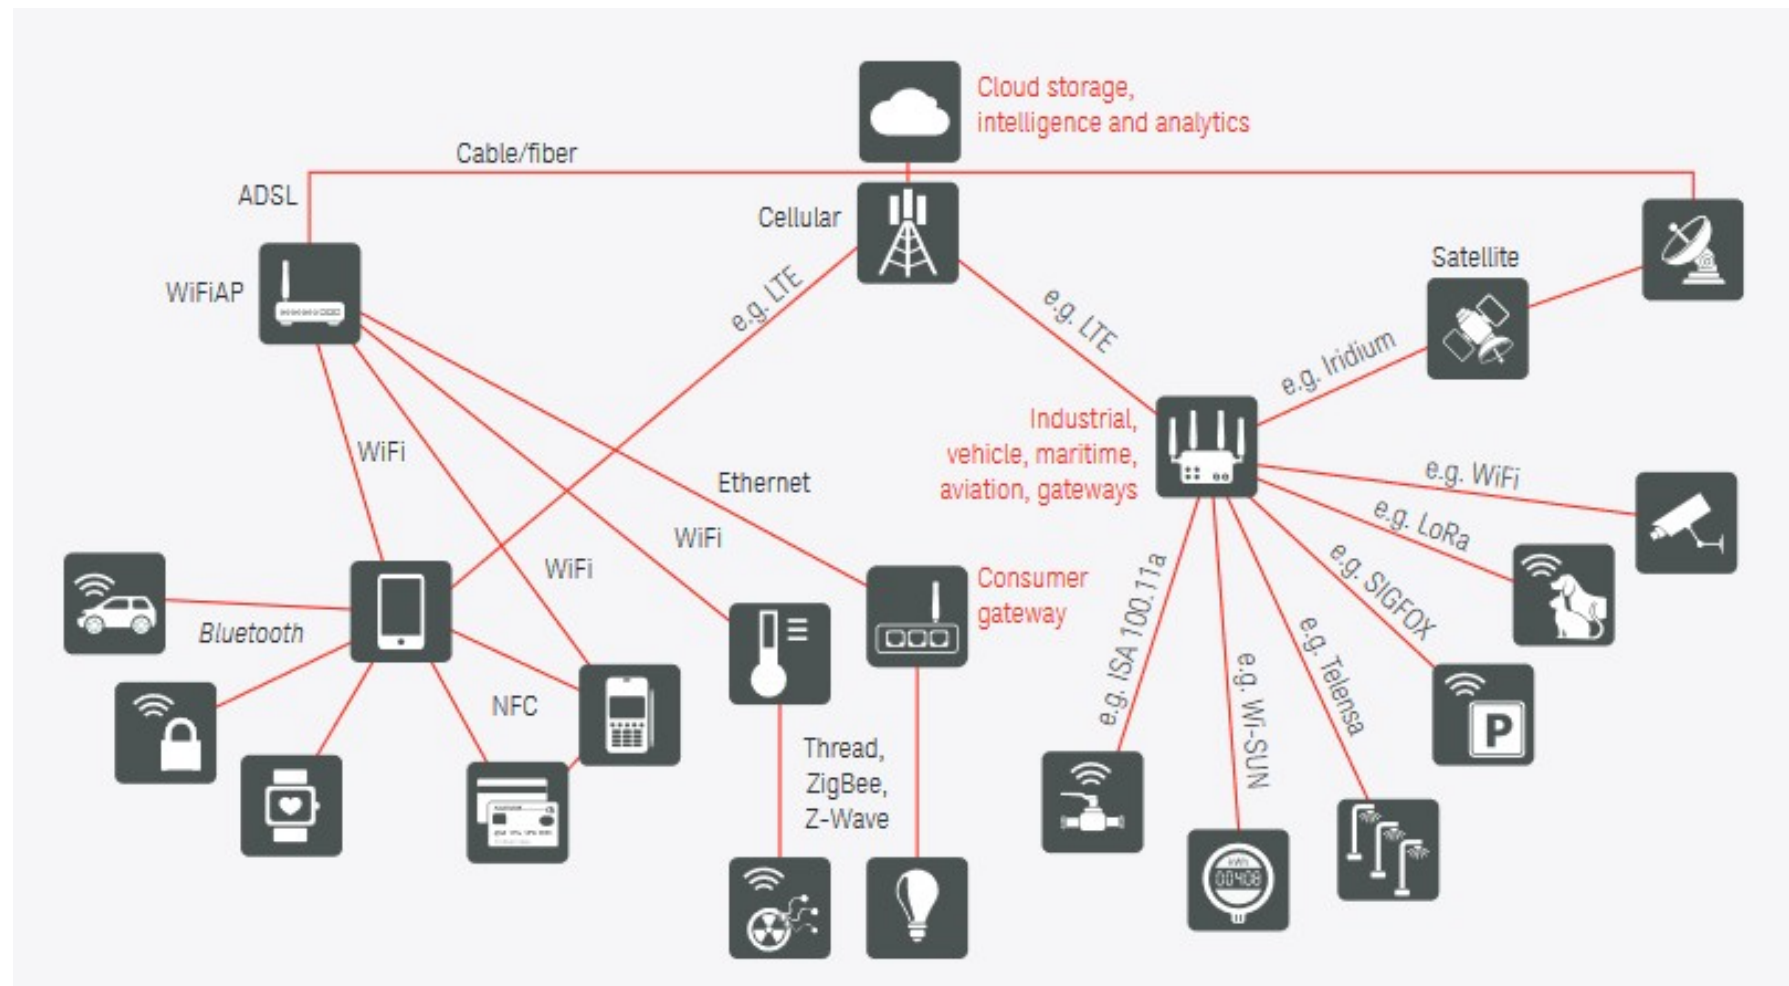 Cloud storage,
intelligence and analytics
Cable/fiber
ADSL
Cellular
WiFiAP
Satellite
e.g. LTE
e.g. LTE
e.g. Iridium
Industrial,
vehicle, maritime,
aviation, gateways
WiFi
Ethernet
e.g. WiFi
WiFi
e.g. LoRa
WiFi
Consumer
gateway
e.g. SIGFOX
Bluetooth
e.g. ISA 100.11a
e.g. Wi-SUN
e.g. Telensa
NFC
P
Thread,
ZigBee,
Z-Wave
kWh
00408